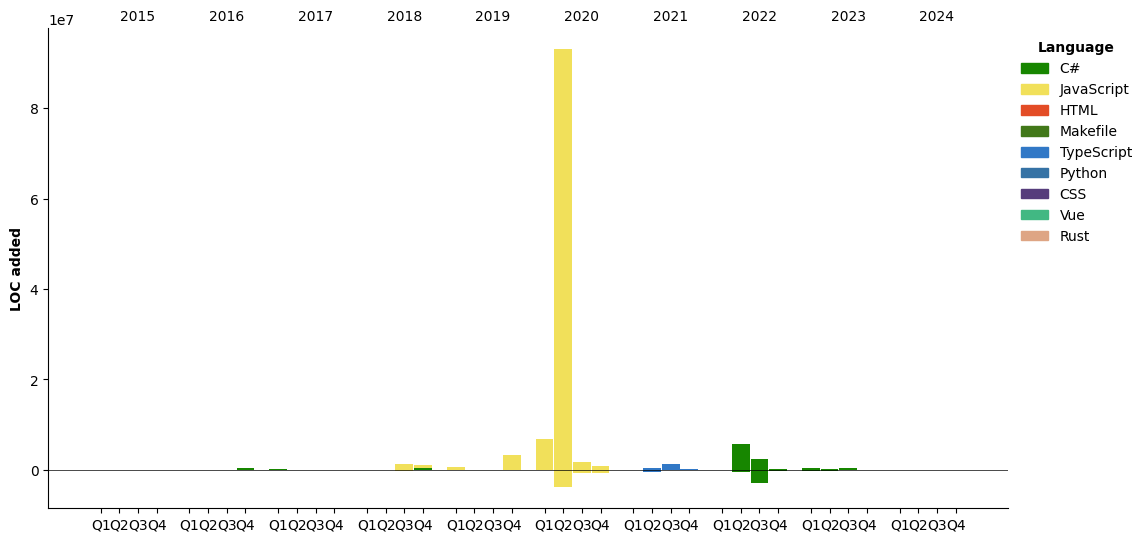 2015 2016 2017 2018 2019 2020 2021 2022 2023 2024
1e7
LOC added
8
6
4
2
0
Q1Q2Q3Q4 Q1Q2Q3Q4 Q1Q2Q3Q4 Q1Q2Q3Q4 Q1Q2Q3Q4 Q1Q2Q3Q4 Q1Q2Q3Q4 Q1Q2Q3Q4 Q1Q2Q3Q4 Q1Q2Q3Q4
Language
C#
JavaScript
HTML
Makefile
TypeScript
Python
CSS
Vue
Rust